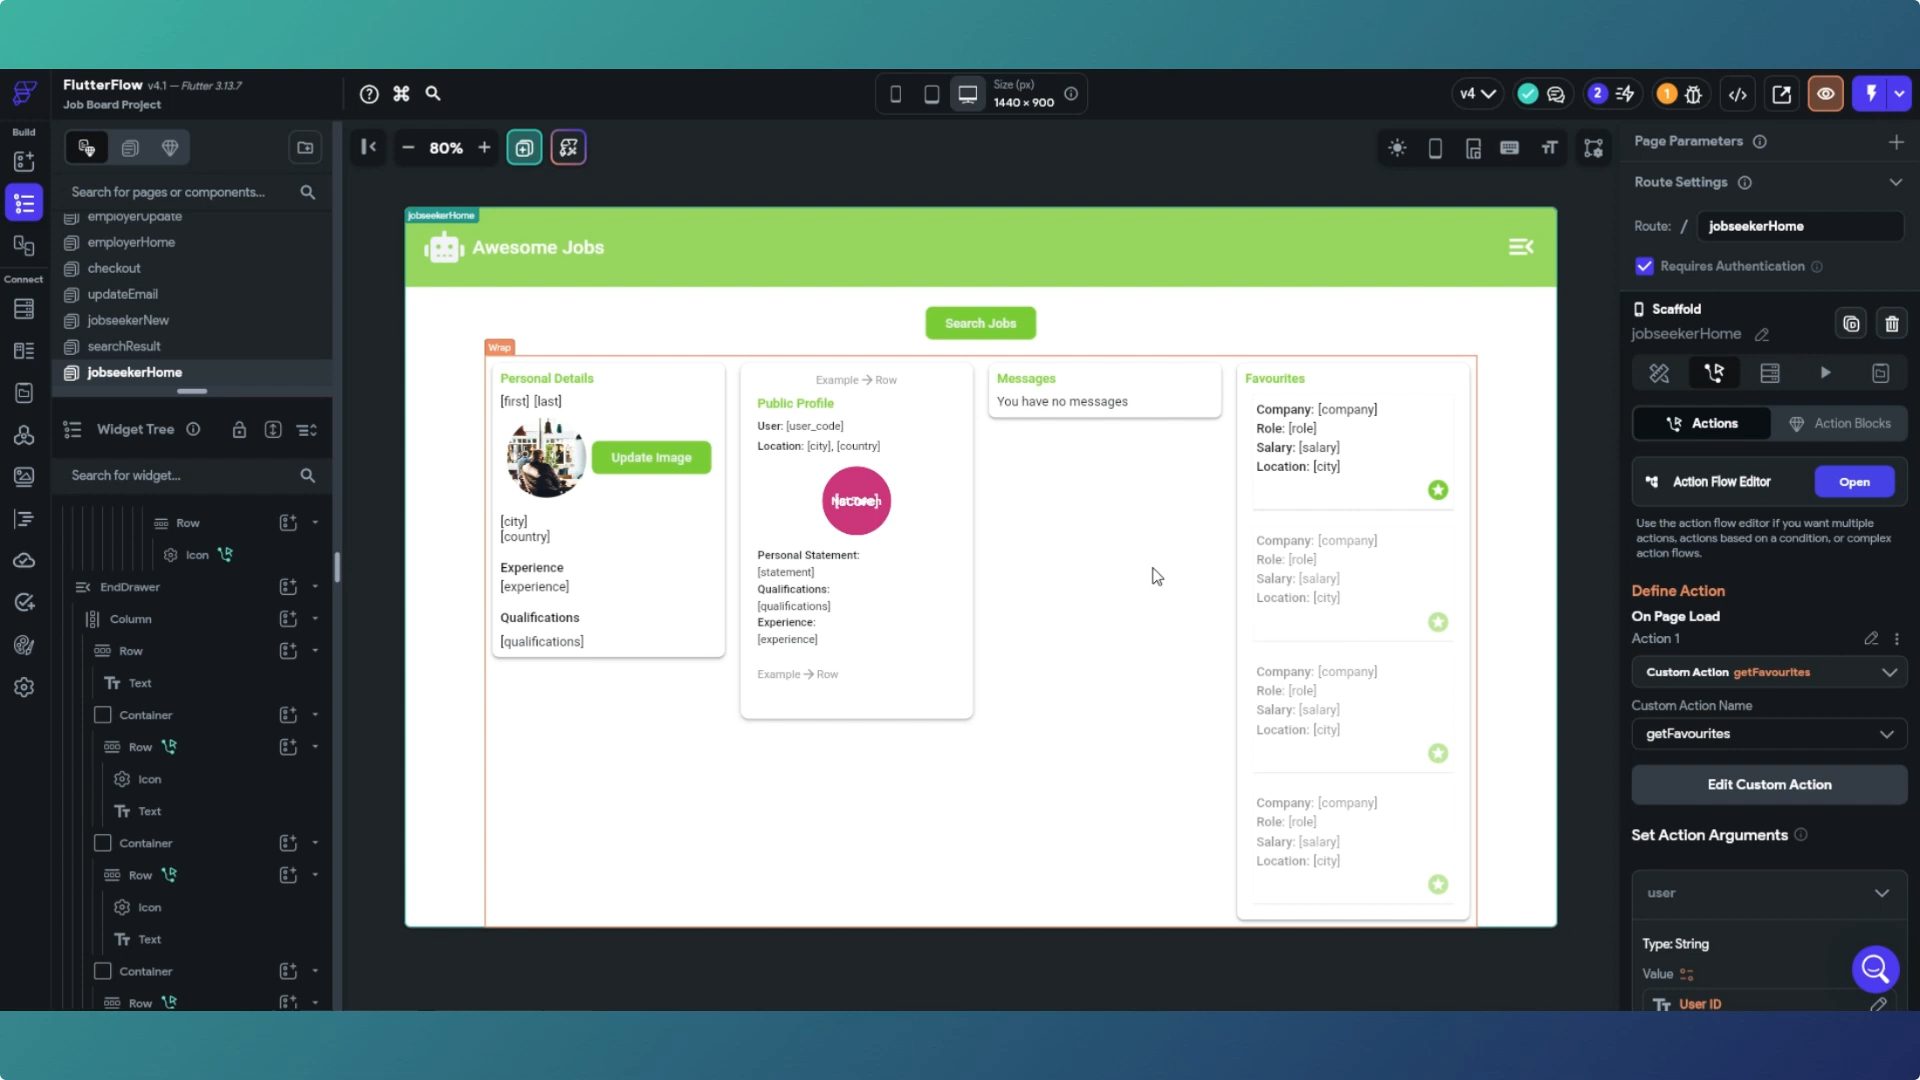 FlutterFlow v4.1 — Flutter 3.13.7
Job Board Project
Size (px)
1440 × 900
v4
2
1
Build
Connect
80%
Search for pages or components...
employerUpdate
employerHome
checkout
updateEmail
jobseekerNew
searchResult
jobseekerHome
Widget Tree
Search for widget...
Row
Icon
EndDrawer
Column
Row
Text
Container
Row
Icon
Text
Container
Row
Icon
Text
Container
Row
jobseekerHome
Awesome Jobs
Search Jobs
Wrap
Personal Details
[first] [last]
Update Image
[city]
[country]
Experience
[experience]
Qualifications
[qualifications]
Example → Row
Public Profile
User: [user_code]
Location: [city], [country]
[score]
Personal Statement:
[statement]
Qualifications:
[qualifications]
Experience:
[experience]
Example → Row
Messages
You have no messages
Favourites
Company: [company]
Role: [role]
Salary: [salary]
Location: [city]
Company: [company]
Role: [role]
Salary: [salary]
Location: [city]
Company: [company]
Role: [role]
Salary: [salary]
Location: [city]
Company: [company]
Role: [role]
Salary: [salary]
Location: [city]
Page Parameters
Route Settings
Route: / jobseekerHome
Requires Authentication
Scaffold
jobseekerHome
Actions
Action Blocks
Action Flow Editor
Open
Use the action flow editor if you want multiple
actions, actions based on a condition, or complex
action flows.
Define Action
On Page Load
Action 1
Custom Action getFavourites
Custom Action Name
getFavourites
Edit Custom Action
Set Action Arguments
user
Type: String
Value
User ID